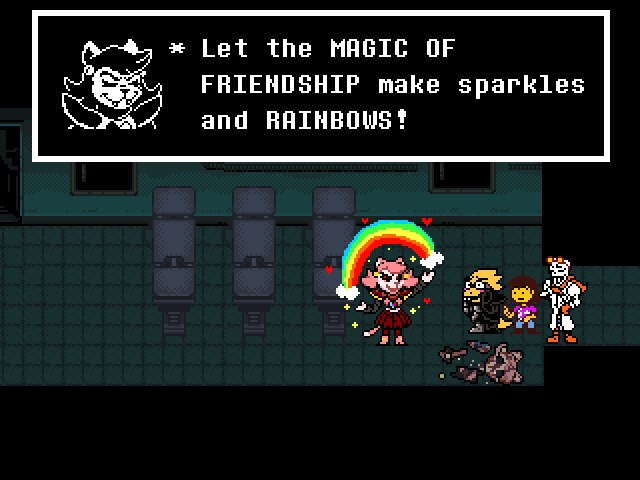 * Let the MAGIC OF
FRIENDSHIP make sparkles
and RAINBOWS!